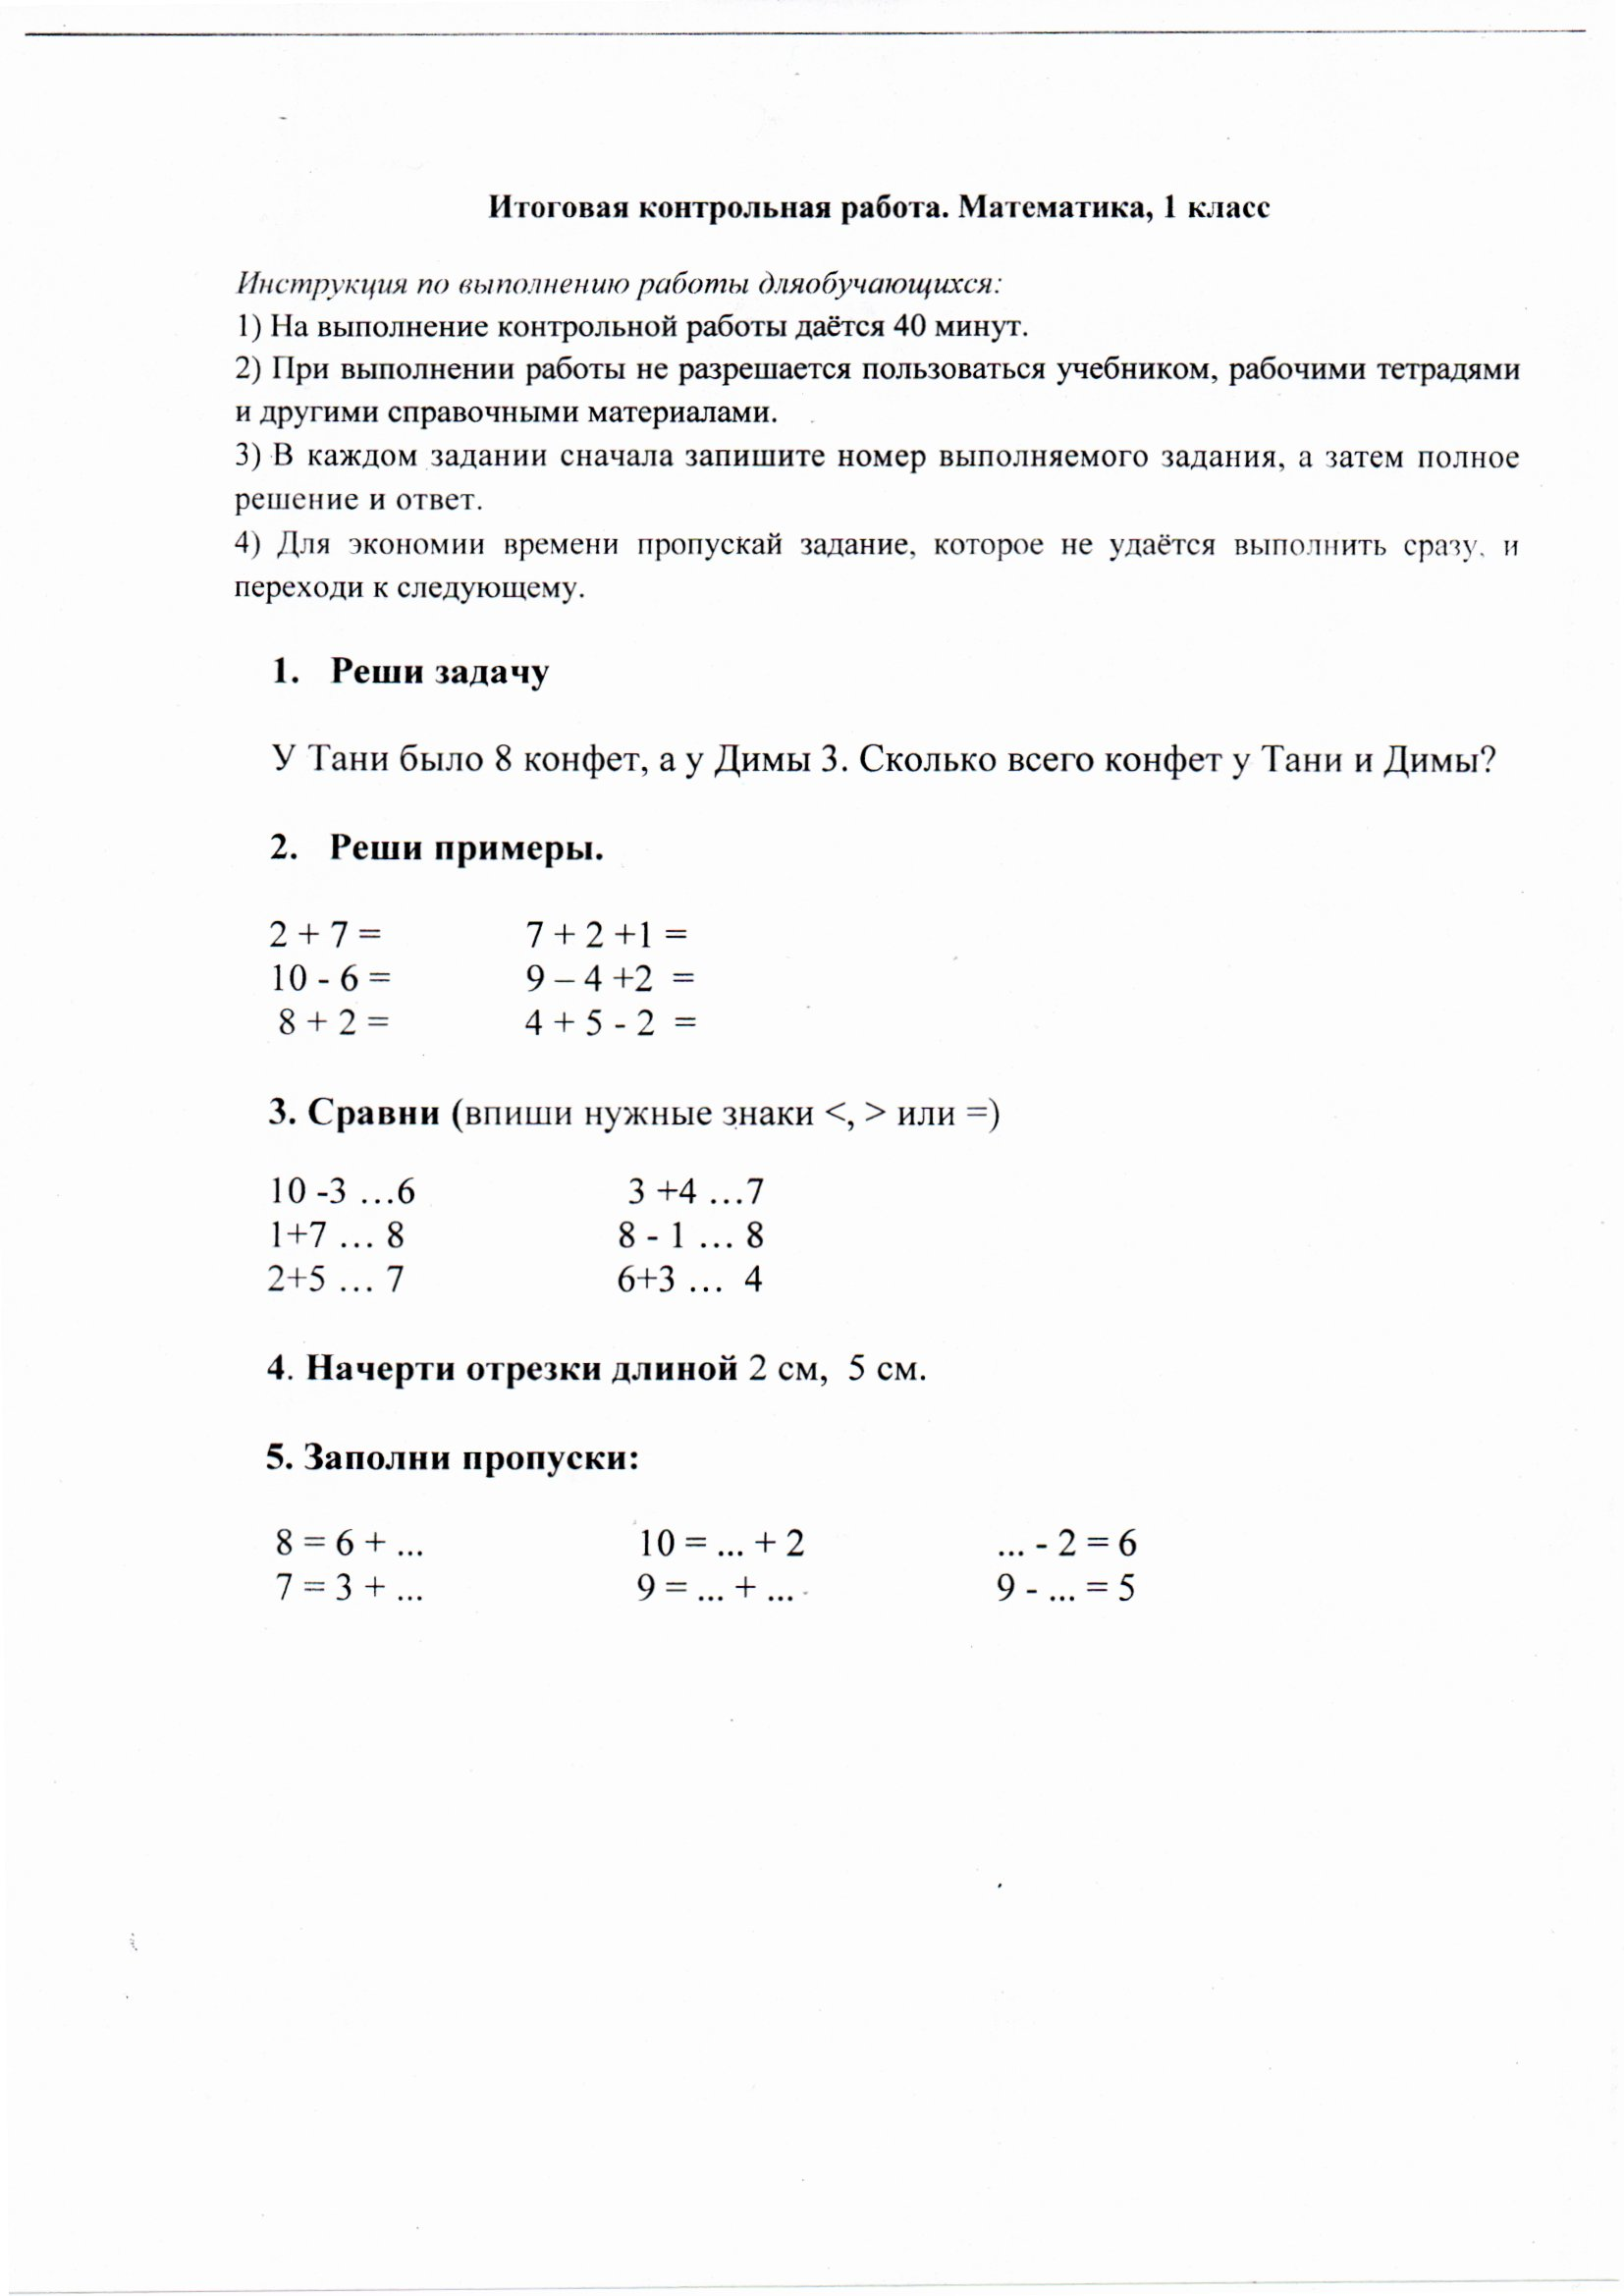 Итоговая контрольная работа. Математика, 1 класс
Инструкция по выполнению работы дляобучающихся:
1) На выполнение контрольной работы даётся 40 минут.
2) При выполнении работы не разрешается пользоваться учебником, рабочими тетрадями
и другими справочными материалами.
3) В каждом задании сначала запишите номер выполняемого задания, а затем полное
решение и ответ.
4) Для экономии времени пропускай задание, которое не удаётся выполнить сразу, и
переходи к следующему.
1. Реши задачу
У Тани было 8 конфет, а у Димы 3. Сколько всего конфет у Тани и Димы?
2. Реши примеры.
2 + 7 = 7 + 2 +1 =
10 - 6 = 9 – 4 +2 =
8 + 2 = 4 + 5 - 2 =
3. Сравни (впиши нужные знаки <, > или =)
10 -3 ...6 3 +4 ...7
1+7 ... 8 8 - 1 ... 8
2+5 ... 7 6+3 ... 4
4. Начерти отрезки длиной 2 см, 5 см.
5. Заполни пропуски:
8 = 6 + ... 10 = ... + 2 ... - 2 = 6
7 = 3 + ... 9 = ... + ... 9 - ... = 5